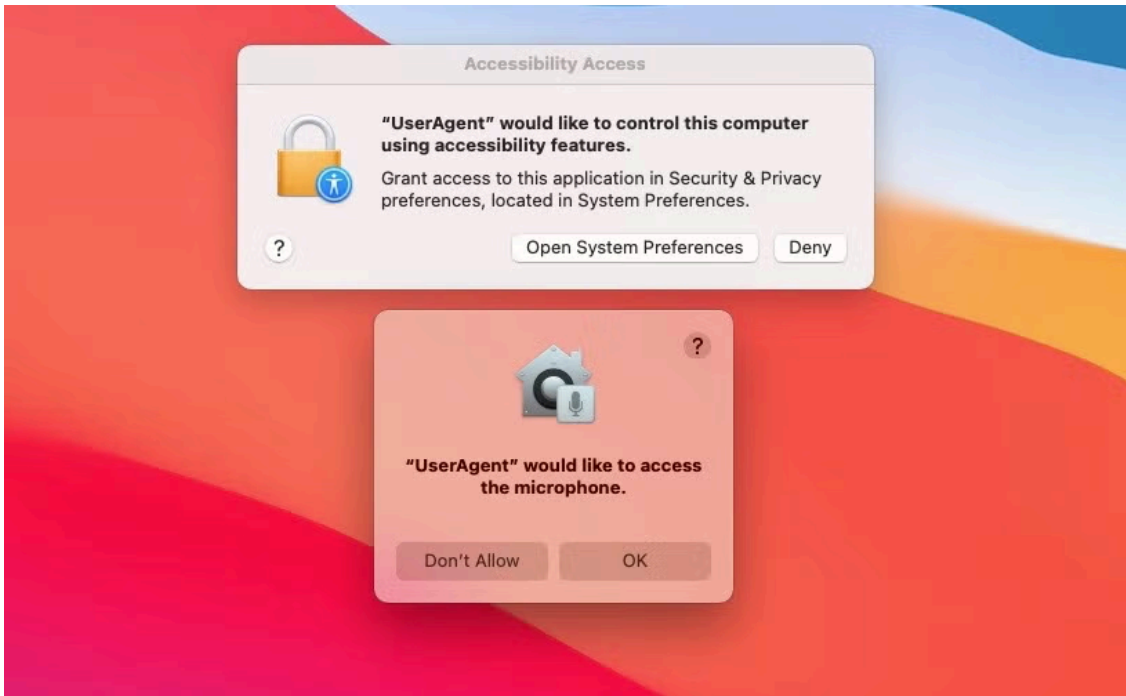 Accessibility Access
“UserAgent” would like to control this computer
using accessibility features.
Grant access to this application in Security & Privacy
preferences, located in System Preferences.
?
Open System Preferences
Deny
?
“UserAgent” would like to access
the microphone.
Don't Allow
OK